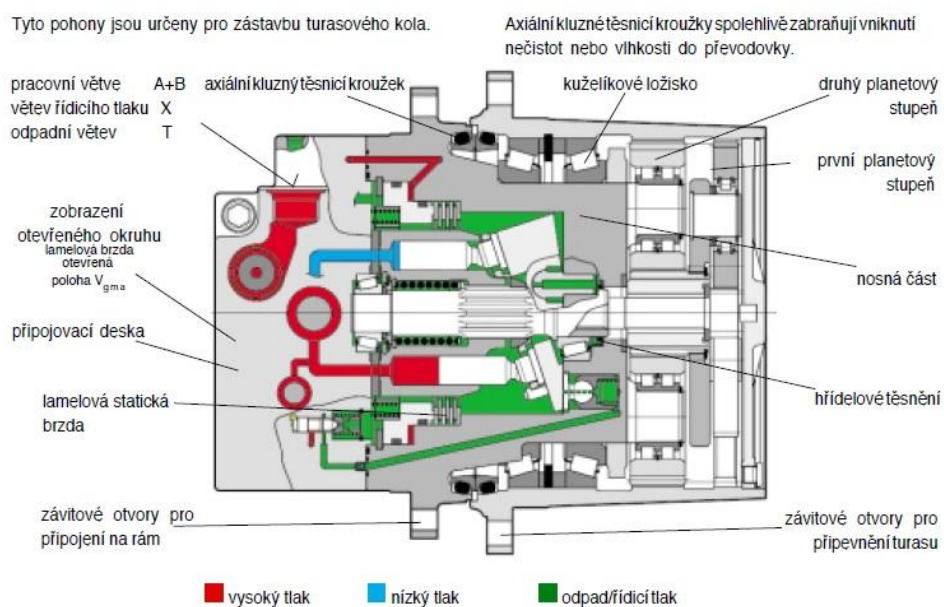 Tyto pohony jsou určeny pro zástavbu turasového kola.
Axiální kluzné těsnicí kroužky spolehlivě zabraňují vniknutí
nečistot nebo vlhkosti do převodovky.
pracovní větve A+B
větev řídícího tlaku X
odpadní větev T
axiální kluzný těsnicí kroužek
kuželíkové ložisko
druhý planetový
stupeň
první planetový
stupeň
zobrazení
otevřeného okruhu
lamelová brzda
otevřená
poloha Vgma
nosná část
připojovací deska
lamelová statická
brzda
hřídelové těsnění
závitové otvory pro
připojení na rám
závitové otvory pro
připevnění turasu
vysoký tlak
nízký tlak
odpad/řídicí tlak